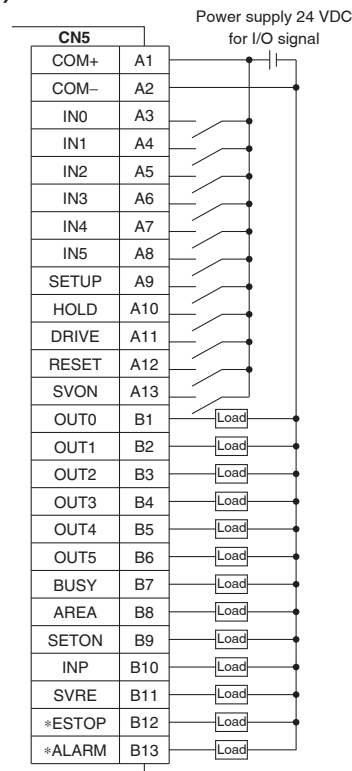 )
Power supply 24 VDC
for I/O signal
CN5
COM+ A1
COM− A2
IN0 A3
IN1 A4
IN2 A5
IN3 A6
IN4 A7
IN5 A8
SETUP A9
HOLD A10
DRIVE A11
RESET A12
SVON A13
OUT0 B1 Load
OUT1 B2 Load
OUT2 B3 Load
OUT3 B4 Load
OUT4 B5 Load
OUT5 B6 Load
BUSY B7 Load
AREA B8 Load
SETON B9 Load
INP B10 Load
SVRE B11 Load
∗ESTOP B12 Load
∗ALARM B13 Load